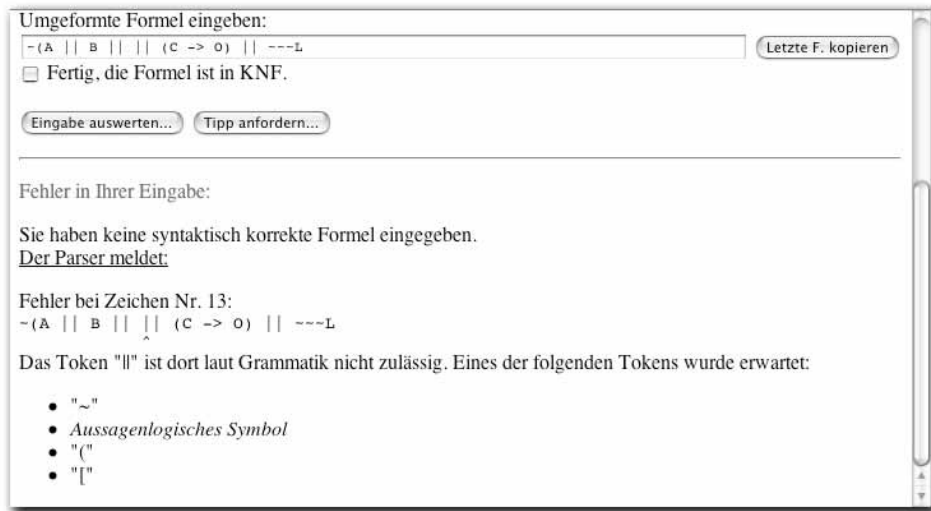 Umgeformte Formel eingeben:
~(A || B || || (C -> O) || ~~~L
Letzte F. kopieren
Fertig, die Formel ist in KNF.
Eingabe auswerten...
Tipp anfordern...
Fehler in Ihrer Eingabe:
Sie haben keine syntaktisch korrekte Formel eingegeben.
Der Parser meldet:
Fehler bei Zeichen Nr. 13:
~(A || B || || (C -> O) || ~~~L
^
Das Token "||" ist dort laut Grammatik nicht zulässig. Eines der folgenden Tokens wurde erwartet:
• "~"
• Aussagenlogisches Symbol
• "("
• "["